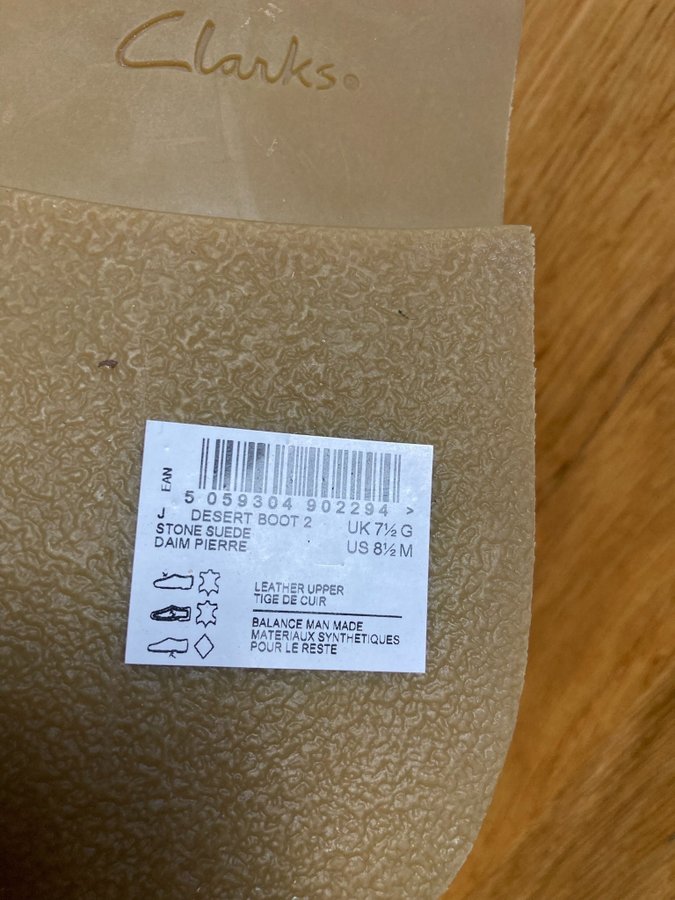 Clarks.
EAN
5 059304 902294 >
J DESERT BOOT 2 UK 7½ G
STONE SUEDE US 8½ M
DAIM PIERRE
LEATHER UPPER
TIGE DE CUIR
BALANCE MAN MADE
MATERIAUX SYNTHETIQUES
POUR LE RESTE